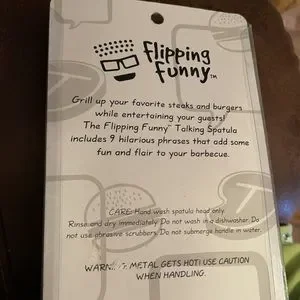 Flipping
Funny™
Grill up your favorite steaks and burgers
while entertaining your guests!
The Flipping Funny™ Talking Spatula
includes 9 hilarious phrases that add some
fun and flair to your barbecue.
CARE: Hand wash spatula head only.
Rinse and dry immediately. Do not wash in a dishwasher. Do
not use abrasive scrubbers. Do not submerge handle in water.
METAL GETS HOT! USE CAUTION
WHEN HANDLING.